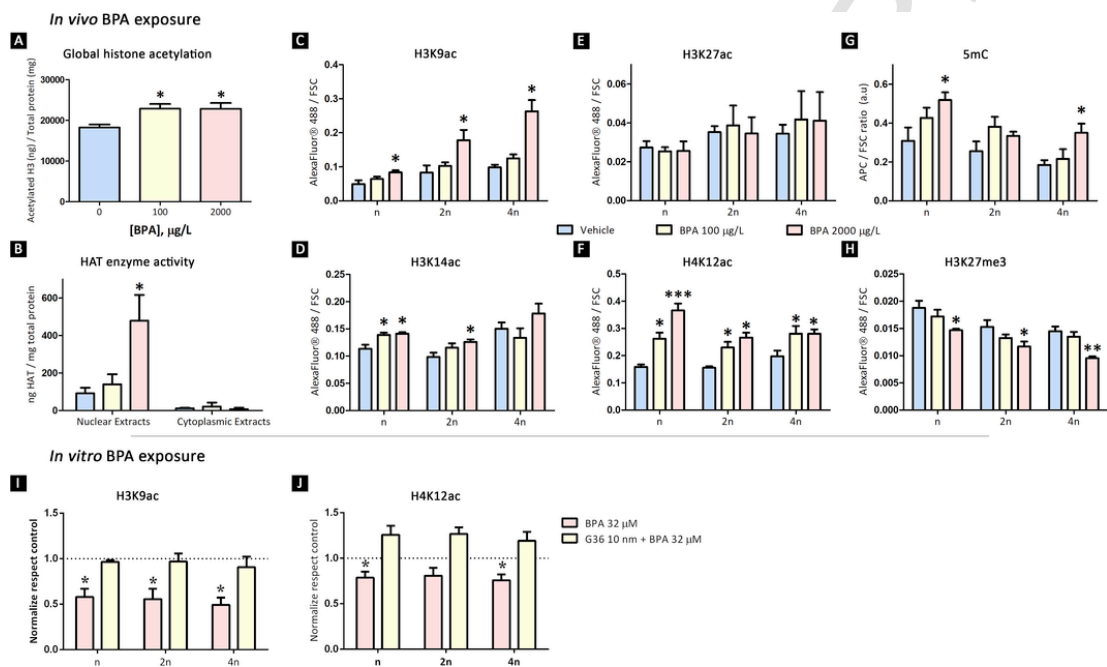 In vivo BPA exposure
A
Global histone acetylation
Acetylated H3 (ng) / Total protein (mg)
30000
20000
10000
0
0 100 2000
[BPA], µg/L
*
*
B
HAT enzyme activity
ng HAT / mg total protein
600
400
200
0
*
Nuclear Extracts Cytoplasmic Extracts
C
H3K9ac
AlexaFluor® 488 / FSC
0.4
0.3
0.2
0.1
0.0
*
*
*
n 2n 4n
D
H3K14ac
AlexaFluor® 488 / FSC
0.25
0.20
0.15
0.10
0.05
0.00
* *
*
n 2n 4n
E
H3K27ac
AlexaFluor® 488 / FSC
0.06
0.04
0.02
0.00
n 2n 4n
Vehicle BPA 100 µg/L BPA 2000 µg/L
F
H4K12ac
AlexaFluor® 488 / FSC
0.5
0.4
0.3
0.2
0.1
0.0
* ***
* *
* *
n 2n 4n
G
5mC
APC / FSC ratio (a.u)
0.8
0.6
0.4
0.2
0.0
*
*
n 2n 4n
H
H3K27me3
AlexaFluor® 488 / FSC
0.025
0.020
0.015
0.010
0.005
0.000
*
*
**
n 2n 4n
In vitro BPA exposure
I
H3K9ac
Normalize respect control
1.5
1.0
0.5
0.0
*
*
*
n 2n 4n
J
H4K12ac
Normalize respect control
1.5
1.0
0.5
0.0
*
*
n 2n 4n
BPA 32 µM
G36 10 nm + BPA 32 µM